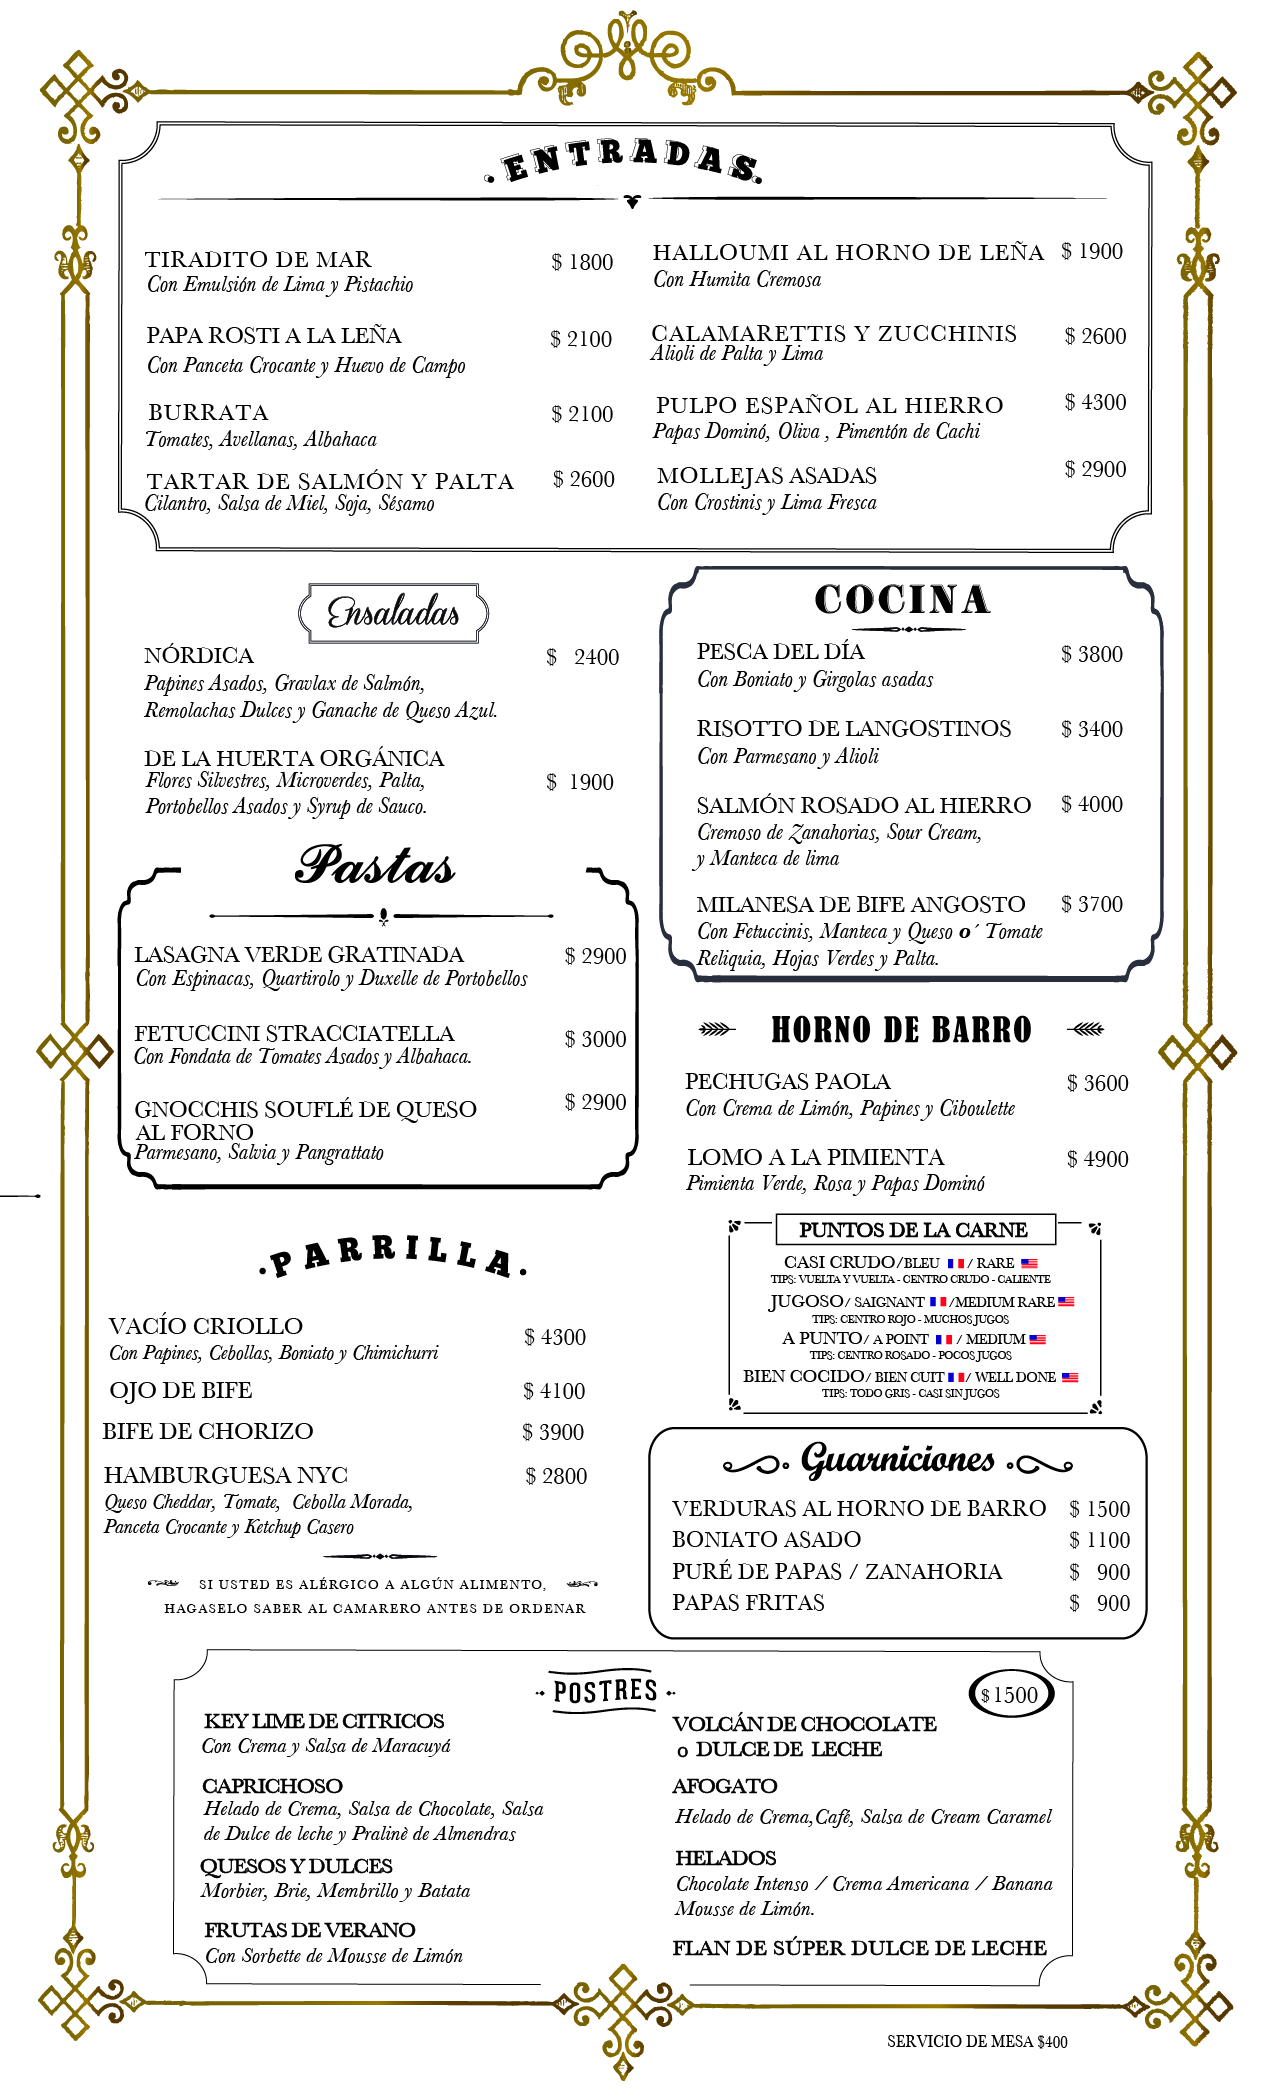 ENTRADAS
TIRADITO DE MAR $ 1800
Con Emulsión de Lima y Pistachio
PAPA ROSTI A LA LEÑA $ 2100
Con Panceta Crocante y Huevo de Campo
BURRATA $ 2100
Tomates, Avellanas, Albahaca
TARTAR DE SALMÓN Y PALTA $ 2600
Cilantro, Salsa de Miel, Soja, Sésamo
HALLOUMI AL HORNO DE LEÑA $ 1900
Con Humita Cremosa
CALAMARETTIS Y ZUCCHINIS $ 2600
Alioli de Palta y Lima
PULPO ESPAÑOL AL HIERRO $ 4300
Papas Dominó, Oliva , Pimentón de Cachi
MOLLEJAS ASADAS $ 2900
Con Crostinis y Lima Fresca
Ensaladas
NÓRDICA $ 2400
Papines Asados, Gravlax de Salmón,
Remolachas Dulces y Ganache de Queso Azul.
DE LA HUERTA ORGÁNICA
Flores Silvestres, Microverdes, Palta, $ 1900
Portobellos Asados y Syrup de Sauco.
Pastas
LASAGNA VERDE GRATINADA $ 2900
Con Espinacas, Quartirolo y Duxelle de Portobellos
FETUCCINI STRACCIATELLA $ 3000
Con Fondata de Tomates Asados y Albahaca.
GNOCCHIS SOUFLÉ DE QUESO $ 2900
AL FORNO
Parmesano, Salvia y Pangrattato
PARRILLA
VACÍO CRIOLLO $ 4300
Con Papines, Cebollas, Boniato y Chimichurri
OJO DE BIFE $ 4100
BIFE DE CHORIZO $ 3900
HAMBURGUESA NYC $ 2800
Queso Cheddar, Tomate, Cebolla Morada,
Panceta Crocante y Ketchup Casero
SI USTED ES ALÉRGICO A ALGÚN ALIMENTO,
HAGASELO SABER AL CAMARERO ANTES DE ORDENAR
COCINA
PESCA DEL DÍA $ 3800
Con Boniato y Girgolas asadas
RISOTTO DE LANGOSTINOS $ 3400
Con Parmesano y Alioli
SALMÓN ROSADO AL HIERRO $ 4000
Cremoso de Zanahorias, Sour Cream,
y Manteca de lima
MILANESA DE BIFE ANGOSTO $ 3700
Con Fetuccinis, Manteca y Queso o´ Tomate
Reliquia, Hojas Verdes y Palta.
HORNO DE BARRO
PECHUGAS PAOLA $ 3600
Con Crema de Limón, Papines y Ciboulette
LOMO A LA PIMIENTA $ 4900
Pimienta Verde, Rosa y Papas Dominó
PUNTOS DE LA CARNE
CASI CRUDO/BLEU / RARE
TIPS: VUELTA Y VUELTA - CENTRO CRUDO - CALIENTE
JUGOSO/ SAIGNANT /MEDIUM RARE
TIPS: CENTRO ROJO - MUCHOS JUGOS
A PUNTO/ A POINT / MEDIUM
TIPS: CENTRO ROSADO - POCOS JUGOS
BIEN COCIDO/ BIEN CUIT / WELL DONE
TIPS: TODO GRIS - CASI SIN JUGOS
Guarniciones
VERDURAS AL HORNO DE BARRO $ 1500
BONIATO ASADO $ 1100
PURÉ DE PAPAS / ZANAHORIA $ 900
PAPAS FRITAS $ 900
POSTRES $1500
KEY LIME DE CITRICOS
Con Crema y Salsa de Maracuyá
CAPRICHOSO
Helado de Crema, Salsa de Chocolate, Salsa
de Dulce de leche y Pralinè de Almendras
QUESOS Y DULCES
Morbier, Brie, Membrillo y Batata
FRUTAS DE VERANO
Con Sorbette de Mousse de Limón
VOLCÁN DE CHOCOLATE
o DULCE DE LECHE
AFOGATO
Helado de Crema,Café, Salsa de Cream Caramel
HELADOS
Chocolate Intenso / Crema Americana / Banana
Mousse de Limón.
FLAN DE SÚPER DULCE DE LECHE
SERVICIO DE MESA $400